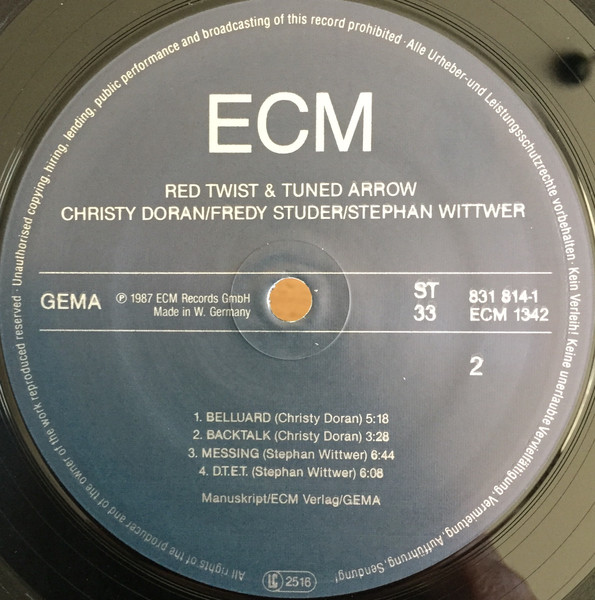 ECM
RED TWIST & TUNED ARROW
CHRISTY DORAN/FREDY STUDER/STEPHAN WITTWER
GEMA
℗ 1987 ECM Records GmbH
Made in W. Germany
ST
33
831 814-1
ECM 1342
2
1. BELLUARD (Christy Doran) 5:18
2. BACKTALK (Christy Doran) 3:28
3. MESSING (Stephan Wittwer) 6:44
4. D.T.E.T. (Stephan Wittwer) 6:08
Manuskript/ECM Verlag/GEMA
All rights of the producer and of the owner of the work reproduced reserved · Unauthorised copying, hiring, lending, public performance and broadcasting of this record prohibited · Alle Urheber- und Leistungsschutzrechte vorbehalten · Kein Verleih! Keine unerlaubte Vervielfältigung, Vermietung, Aufführung, Sendung!
LC 2516